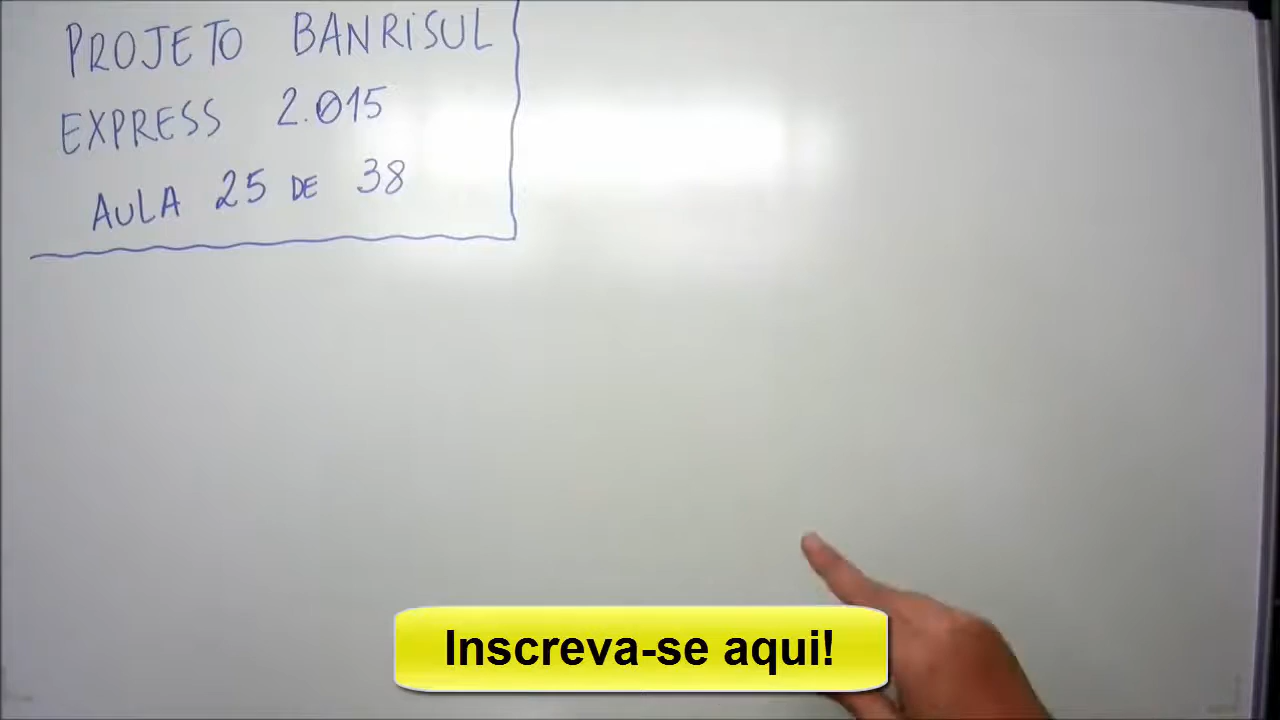 PROJETO BANRISUL
EXPRESS 2.015
AULA 25 DE 38
Inscreva-se aqui!